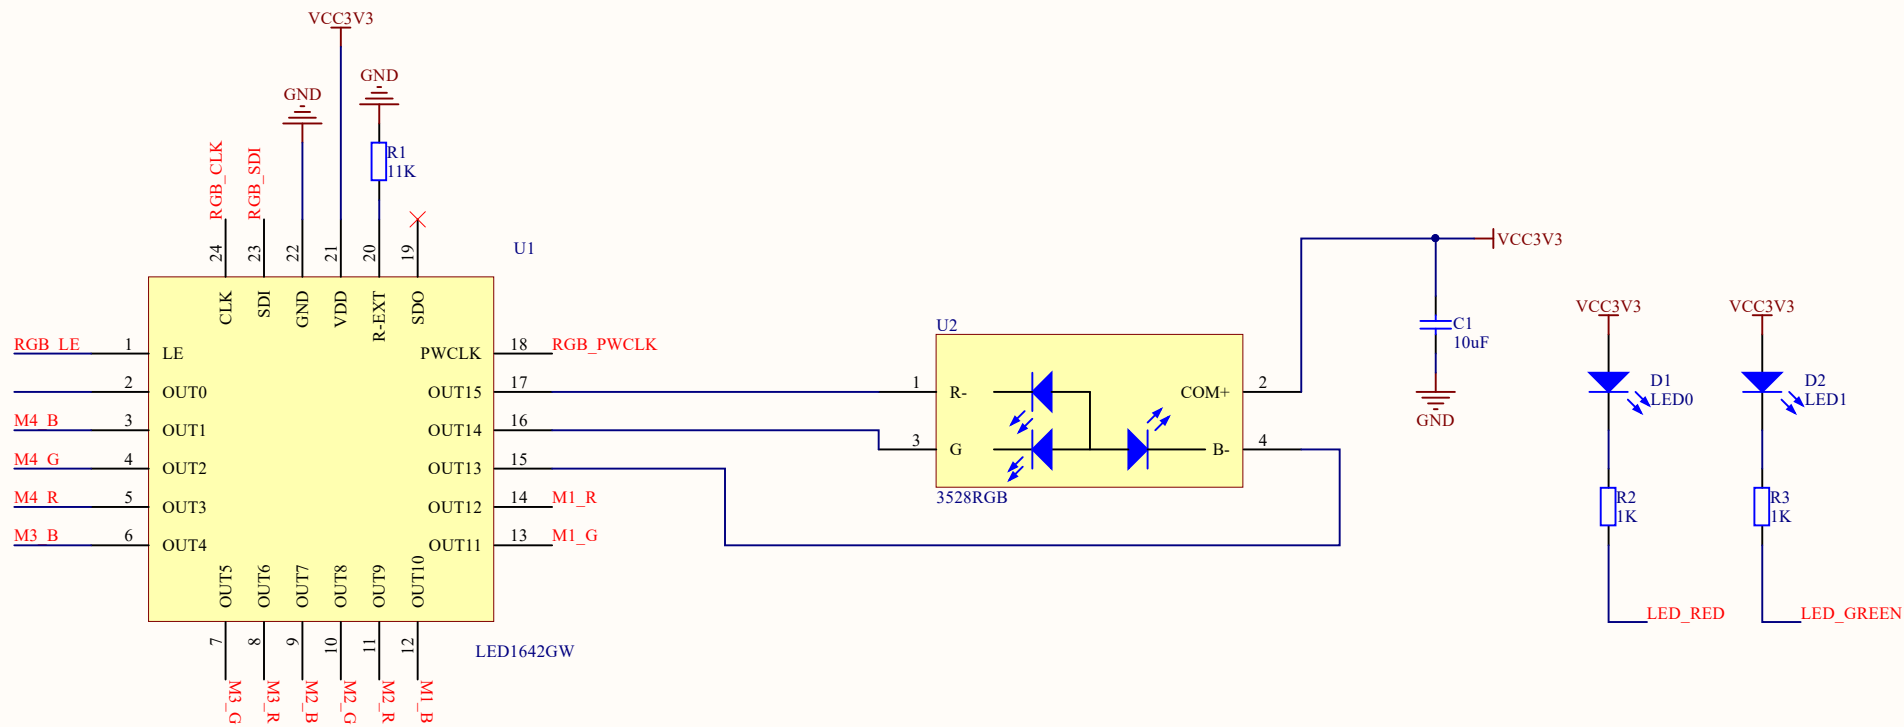 VCC3V3
GND
GND
R1
11K
RGB_CLK
RGB_SDI
24
23
22
21
20
19
U1
CLK
SDI
GND
VDD
R-EXT
SDO
RGB_LE
1
LE
2
OUT0
M4_B
3
OUT1
M4_G
4
OUT2
M4_R
5
OUT3
M3_B
6
OUT4
PWCLK
18
RGB_PWCLK
OUT15
17
OUT14
16
OUT13
15
OUT12
14
M1_R
OUT11
13
M1_G
OUT5
OUT6
OUT7
OUT8
OUT9
OUT10
7
8
9
10
11
12
M3_G
M3_R
M2_B
M2_G
M2_R
M1_B
LED1642GW
U2
1
R-
COM+
2
3
G
B-
4
3528RGB
VCC3V3
C1
10uF
GND
VCC3V3
D1
LED0
R2
1K
LED_RED
VCC3V3
D2
LED1
R3
1K
LED_GREEN